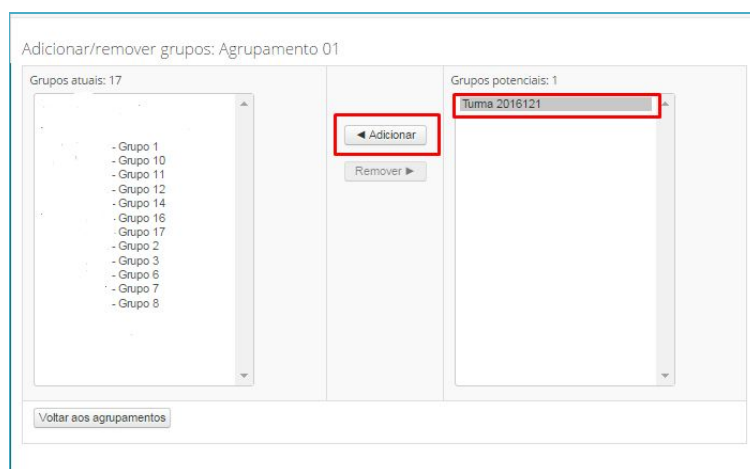 Adicionar/remover grupos: Agrupamento 01
Grupos atuais: 17
- Grupo 1
- Grupo 10
- Grupo 11
- Grupo 12
- Grupo 14
- Grupo 16
- Grupo 17
- Grupo 2
- Grupo 3
- Grupo 6
- Grupo 7
- Grupo 8
◄ Adicionar
Remover ►
Grupos potenciais: 1
Turma 2016121
Voltar aos agrupamentos